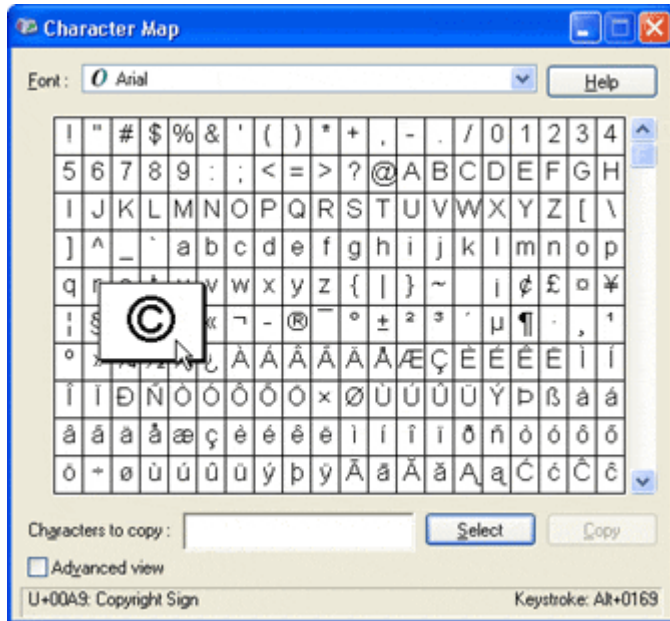 Character Map
Font : O Arial Help
! " # $ % & ' ( ) * + , - . / 0 1 2 3 4
5 6 7 8 9 : ; < = > ? @ A B C D E F G H
I J K L M N O P Q R S T U V W X Y Z [ \
] ^ _ ` a b c d e f g h i j k l m n o p
q v w x y z { | } ~ ¡ ¢ £ ¤ ¥
¦ § © « ¬ - ® ¯ ° ± ² ³ ´ µ ¶ · ¸ ¹
º » ¿ À Á Â Ã Ä Å Æ Ç È É Ê Ë Ì Í
Î Ï Ð Ñ Ò Ó Ô Õ Ö × Ø Ù Ú Û Ü Ý Þ ß à á
â ã ä å æ ç è é ê ë ì í î ï ð ñ ò ó ô õ
ö ÷ ø ù ú û ü ý þ ÿ Ā ā Ă ă Ą ą Ć ć Ĉ ĉ
Characters to copy : Select Copy
Advanced view
U+00A9: Copyright Sign Keystroke: Alt+0169